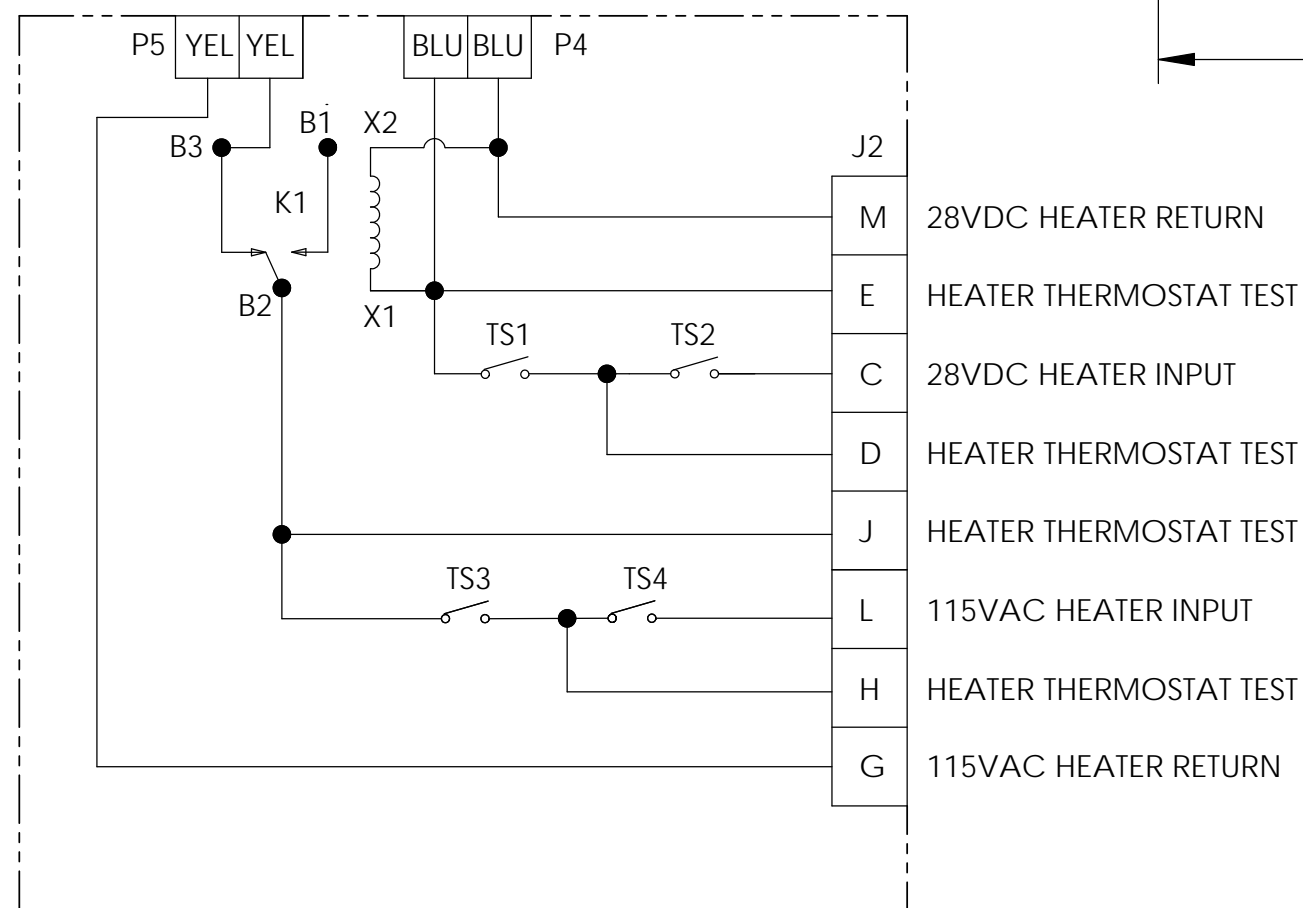 P5 YEL YEL BLU BLU P4
B3 B1 X2 J2
K1
M 28VDC HEATER RETURN
B2 X1 E HEATER THERMOSTAT TEST
TS1 TS2
C 28VDC HEATER INPUT
D HEATER THERMOSTAT TEST
J HEATER THERMOSTAT TEST
TS3 TS4
L 115VAC HEATER INPUT
H HEATER THERMOSTAT TEST
G 115VAC HEATER RETURN